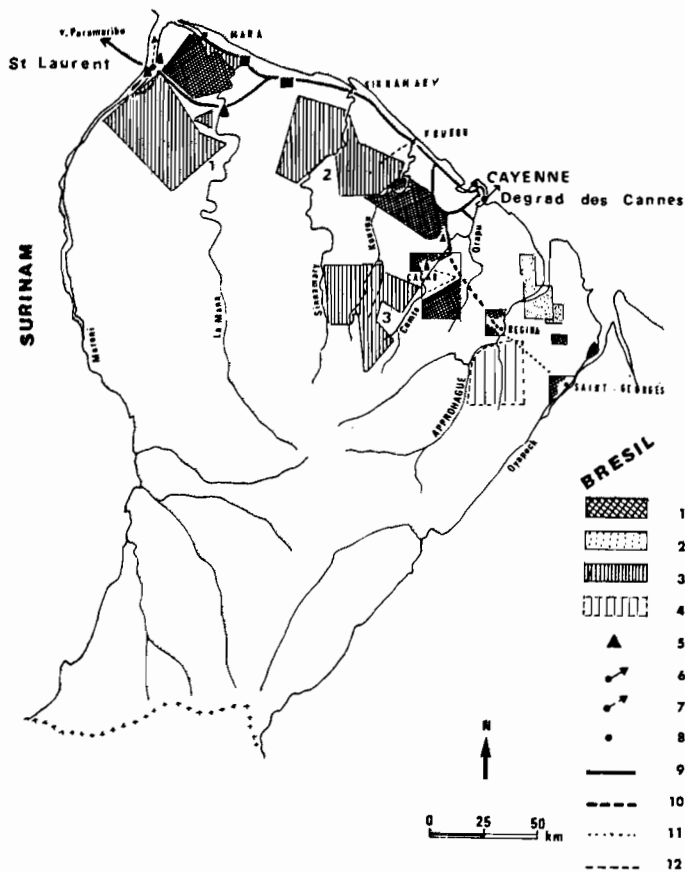 v. Paramaribo
MARA
St Laurent
SINNAMARY
KOUROU
CAYENNE
Degrad des Cannes
1
2
3
SURINAM
Maroni
La Mana
Sinnamary
Kourou
Comté
Orapu
CACAO
REGINA
SAINT-GEORGES
APPROHAGUE
Oyapock
BRESIL
1
2
3
4
5
6
7
8
9
10
11
12
N
0 25 50
km